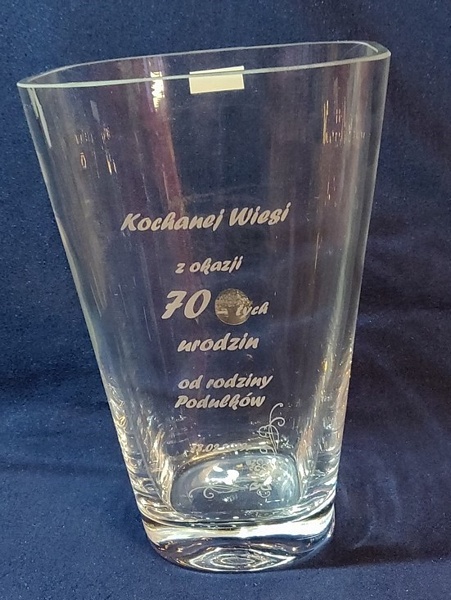 Kochanej Wiesi
z okazji
70 - tych
urodzin
od rodziny
Podulków